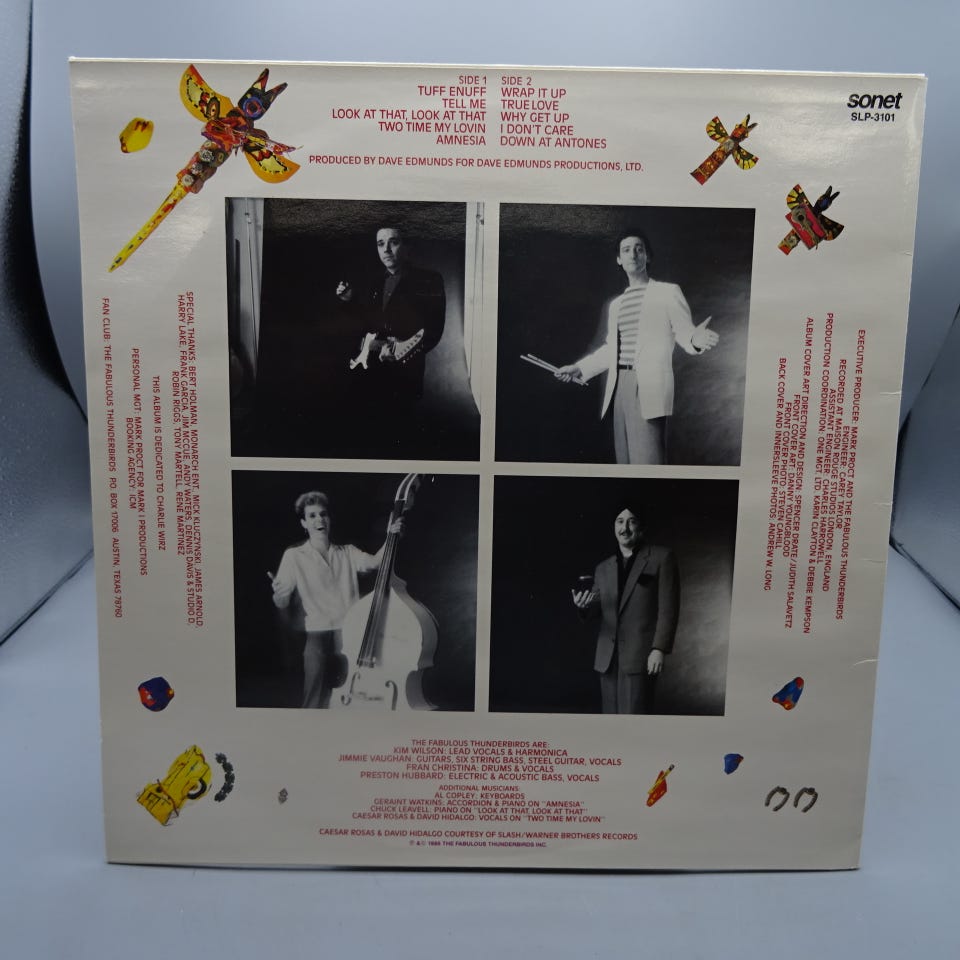 SIDE 1 SIDE 2
TUFF ENUFF WRAP IT UP
TELL ME TRUE LOVE
LOOK AT THAT, LOOK AT THAT WHY GET UP
TWO TIME MY LOVIN I DON'T CARE
AMNESIA DOWN AT ANTONES
PRODUCED BY DAVE EDMUNDS FOR DAVE EDMUNDS PRODUCTIONS, LTD.
sonet
SLP-3101
SPECIAL THANKS: BERT HOLMAN, MONARCH ENT., MICK KLUCZYNSKI, JAMES ARNOLD,
HARRY LAKE, FRANK GARCIA, JIM MCCUE, ANDY WATERS, DENNIS DAVIS & STUDIO D,
ROBIN RIGGS, TONY MARTELL, RENE MARTINEZ
THIS ALBUM IS DEDICATED TO CHARLIE WIRZ
PERSONAL MGT: MARK PROCT FOR MARK I PRODUCTIONS
BOOKING AGENCY: ICM
FAN CLUB: THE FABULOUS THUNDERBIRDS PO BOX 17006 AUSTIN, TEXAS 78760
EXECUTIVE PRODUCER: MARK PROCT AND THE FABULOUS THUNDERBIRDS
RECORDED AT MAISON ROUGE STUDIOS LONDON, ENGLAND
ENGINEER: CAREY TAYLOR
ASSISTANT ENGINEER: CHARLES HARROWELL
PRODUCTION COORDINATION: ONE MGT. LTD. KARIN CLAYTON & DEBBIE KEMPSON
ALBUM COVER ART DIRECTION AND DESIGN: SPENCER DRATE/JUDITH SALAVETZ
FRONT COVER ART: DANNY YOUNGBLOOD
FRONT COVER PHOTO: STEVEN CAHILL
BACK COVER AND INNERSLEEVE PHOTOS: ANDREW W. LONG
THE FABULOUS THUNDERBIRDS ARE:
KIM WILSON: LEAD VOCALS & HARMONICA
JIMMIE VAUGHAN: GUITARS, SIX STRING BASS, STEEL GUITAR, VOCALS
FRAN CHRISTINA: DRUMS & VOCALS
PRESTON HUBBARD: ELECTRIC & ACOUSTIC BASS, VOCALS
ADDITIONAL MUSICIANS:
AL COPLEY: KEYBOARDS
GERAINT WATKINS: ACCORDION & PIANO ON "AMNESIA"
CHUCK LEAVELL: PIANO ON "LOOK AT THAT, LOOK AT THAT"
CAESAR ROSAS & DAVID HIDALGO: VOCALS ON "TWO TIME MY LOVIN"
CAESAR ROSAS & DAVID HIDALGO COURTESY OF SLASH/WARNER BROTHERS RECORDS
℗ & © 1986 THE FABULOUS THUNDERBIRDS INC.